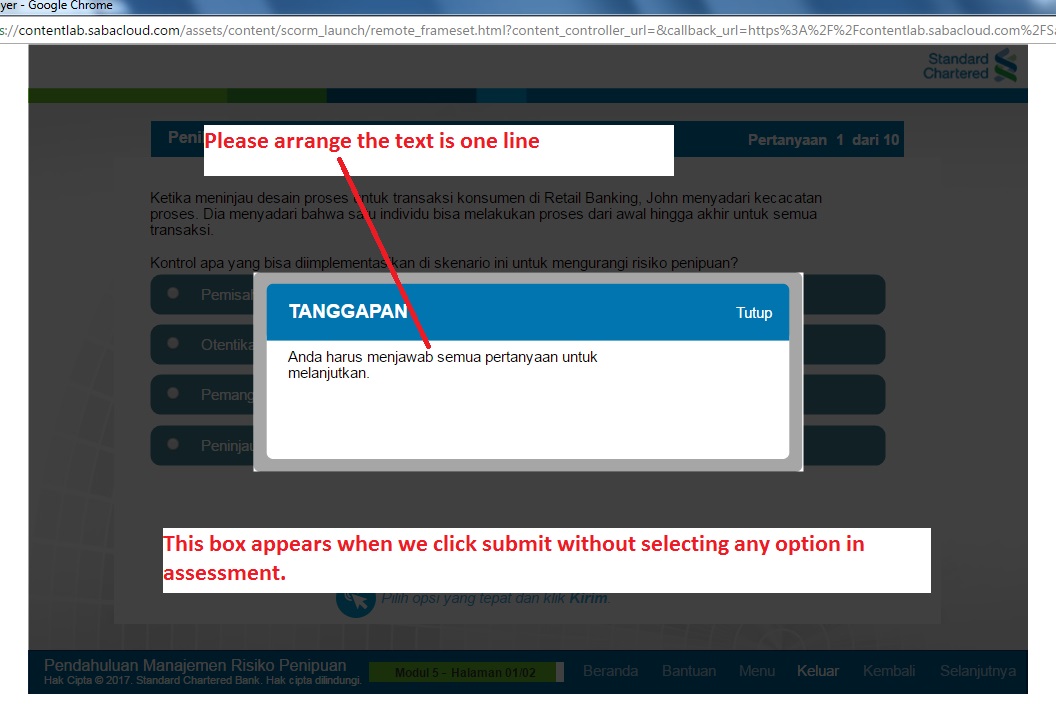 yer - Google Chrome
s://contentlab.sabacloud.com/assets/content/scorm_launch/remote_frameset.html?content_controller_url=&callback_url=https%3A%2F%2Fcontentlab.sabacloud.com%2FSa
Standard
Chartered
Peni
Please arrange the text is one line
Pertanyaan 1 dari 10
Ketika meninjau desain proses untuk transaksi konsumen di Retail Banking, John menyadari kecacatan
proses. Dia menyadari bahwa satu individu bisa melakukan proses dari awal hingga akhir untuk semua
transaksi.
Kontrol apa yang bisa diimplementasikan di skenario ini untuk mengurangi risiko penipuan?
Pemisah
Otentika
Pemang
Peninjau
TANGGAPAN
Tutup
Anda harus menjawab semua pertanyaan untuk
melanjutkan.
This box appears when we click submit without selecting any option in
assessment.
Pilih opsi yang tepat dan klik Kirim.
Pendahuluan Manajemen Risiko Penipuan
Hak Cipta © 2017. Standard Chartered Bank. Hak cipta dilindungi.
Modul 5 - Halaman 01/02
Beranda Bantuan Menu Keluar Kembali Selanjutnya